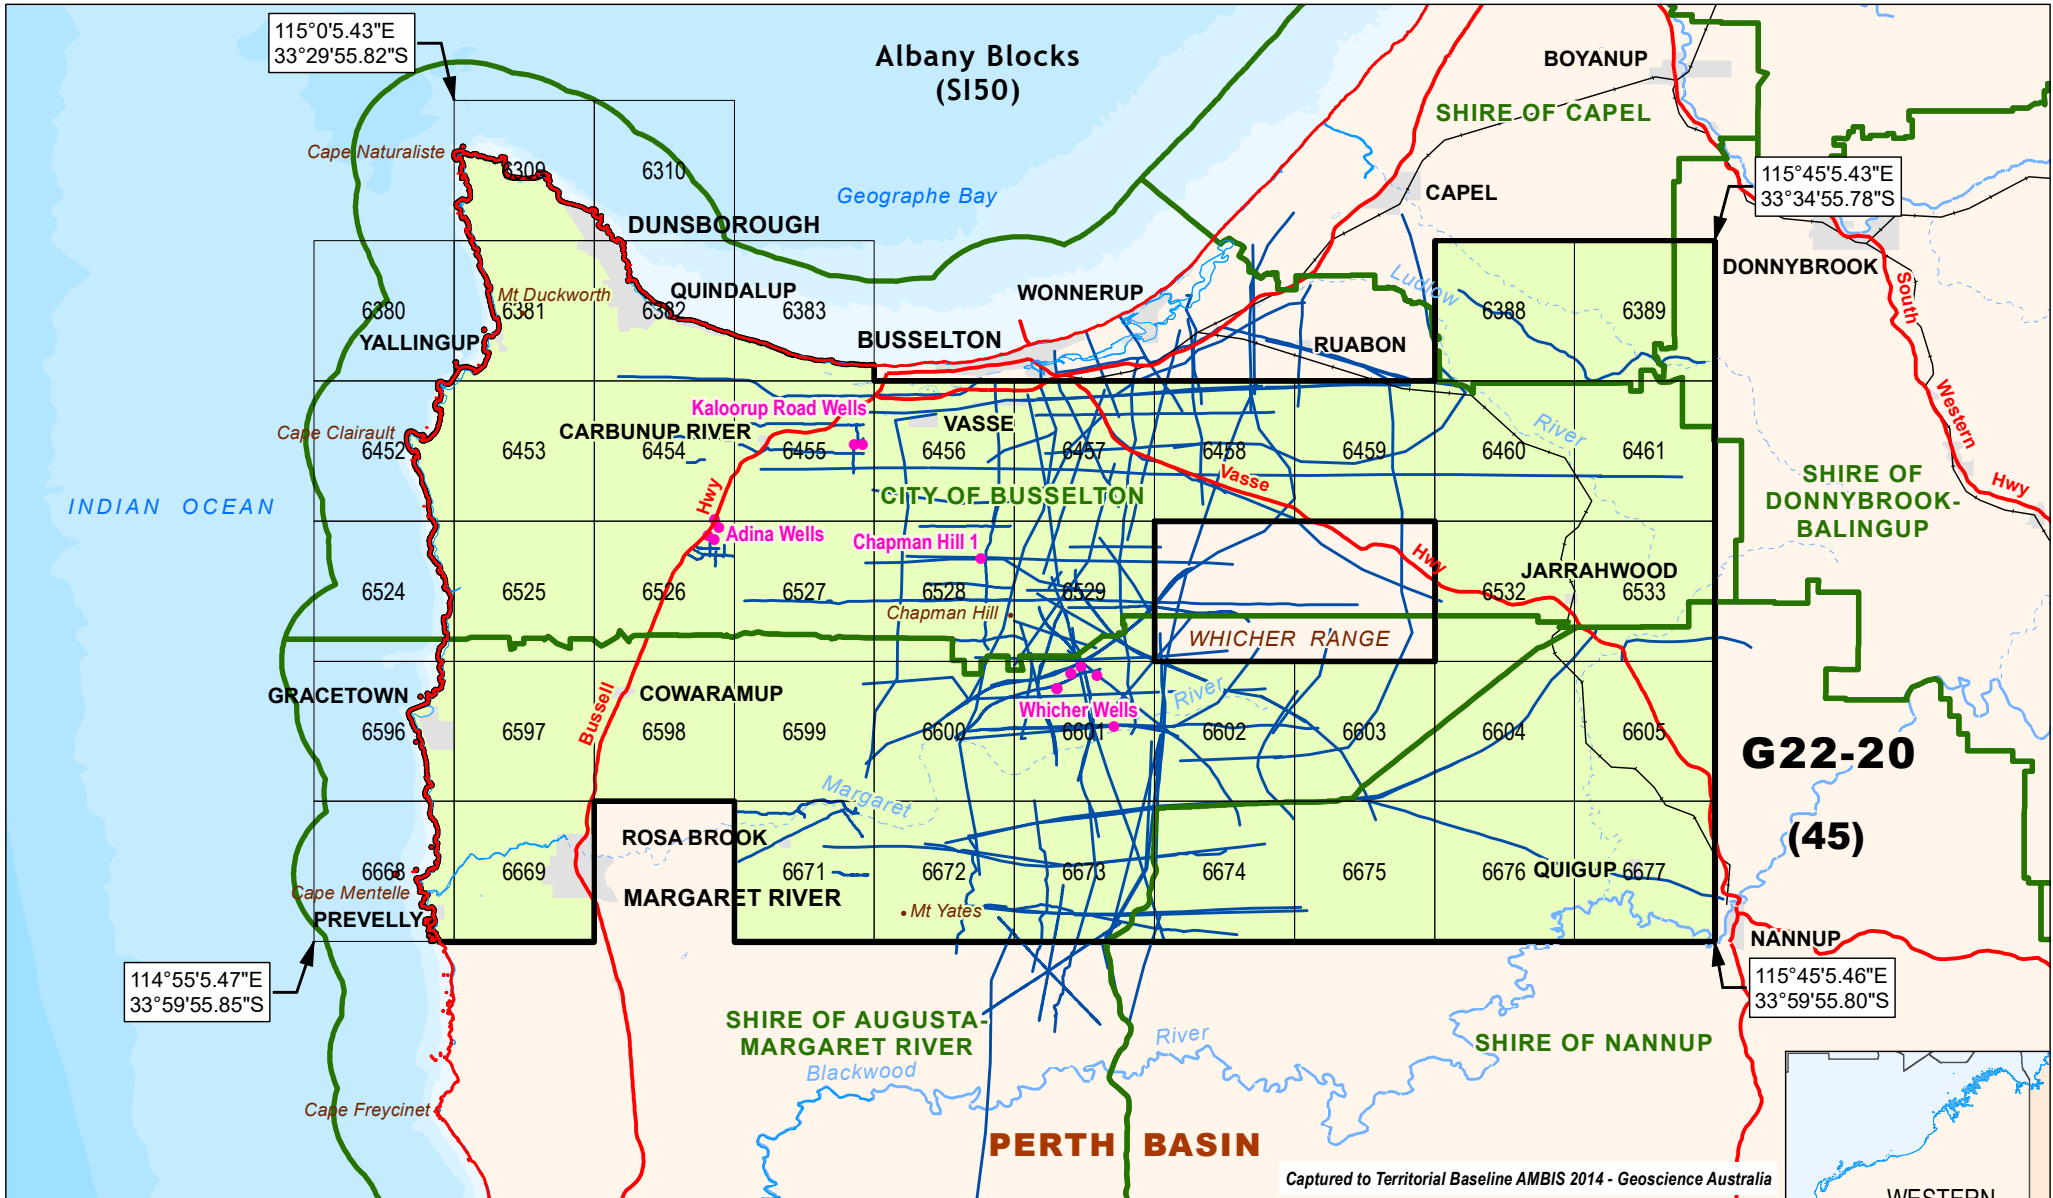 115°0'5.43"E
33°29'55.82"S
Albany Blocks
(SI50)
BOYANUP
SHIRE OF CAPEL
Cape Naturaliste
6309
6310
115°45'5.43"E
33°34'55.78"S
Geographe Bay
CAPEL
DUNSBOROUGH
DONNYBROOK
Ludlow
South
QUINDALUP
WONNERUP
Mt Duckworth
6380
6381
6382
6383
6388
6389
YALLINGUP
BUSSELTON
RUABON
Western
Kaloorup Road Wells
Cape Clairault
CARBUNUP RIVER
VASSE
River
6452
6453
6454
6455
6456
6457
6458
6459
6460
6461
Vasse
Hwy
Hwy
SHIRE OF
DONNYBROOK-
BALINGUP
INDIAN OCEAN
CITY OF BUSSELTON
Adina Wells
Chapman Hill 1
Hwy
JARRAHWOOD
6524
6525
6526
6527
6528
6529
6532
6533
Chapman Hill
WHICHER RANGE
GRACETOWN
COWARAMUP
River
Bussell
Whicher Wells
6596
6597
6598
6599
6600
6601
6602
6603
6604
6605
G22-20
(45)
Margaret
ROSA BROOK
6668
6669
6671
6672
6673
6674
6675
6676
QUIGUP
6677
Cape Mentelle
MARGARET RIVER
PREVELLY
Mt Yates
NANNUP
114°55'5.47"E
33°59'55.85"S
115°45'5.46"E
33°59'55.80"S
SHIRE OF AUGUSTA-
MARGARET RIVER
River
SHIRE OF NANNUP
Blackwood
Cape Freycinet
PERTH BASIN
Captured to Territorial Baseline AMBIS 2014 - Geoscience Australia
WESTERN